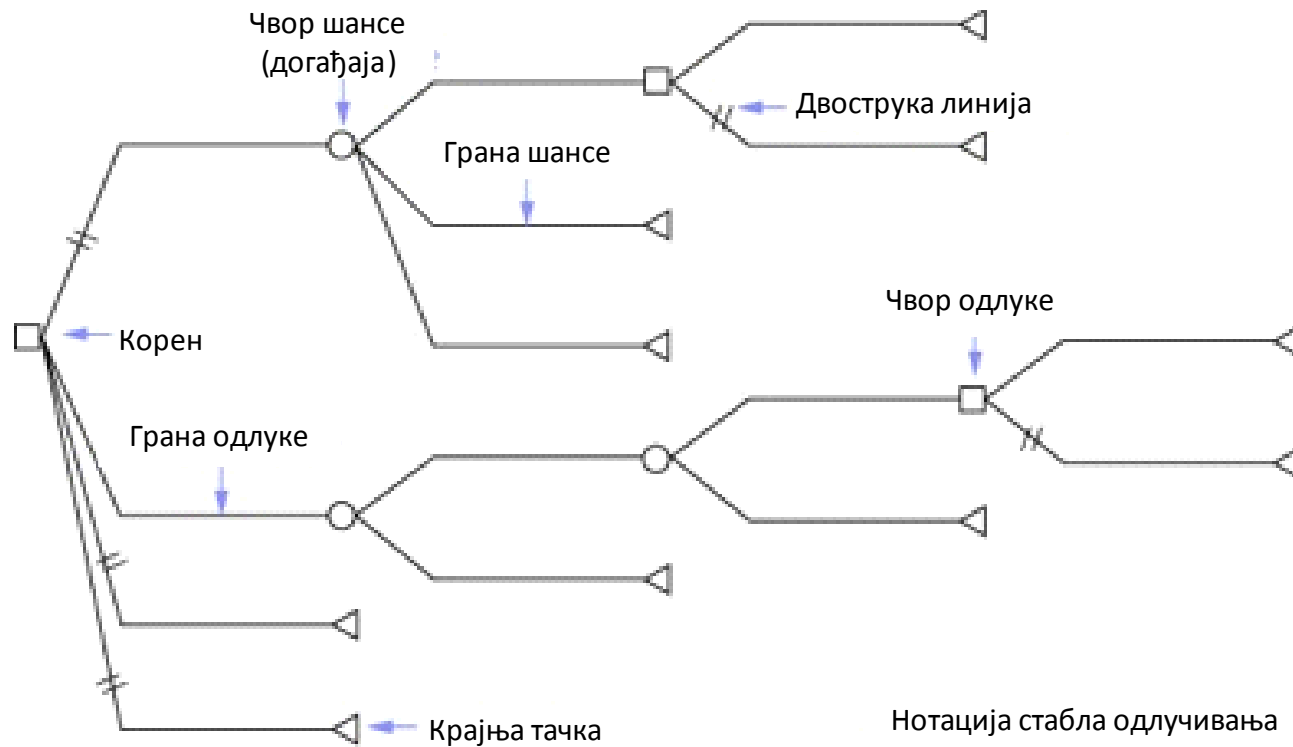 Чвор шансе
(догађаја)
Двострука линија
Грана шансе
Чвор одлуке
Корен
Грана одлуке
Крајња тачка
Нотација стабла одлучивања